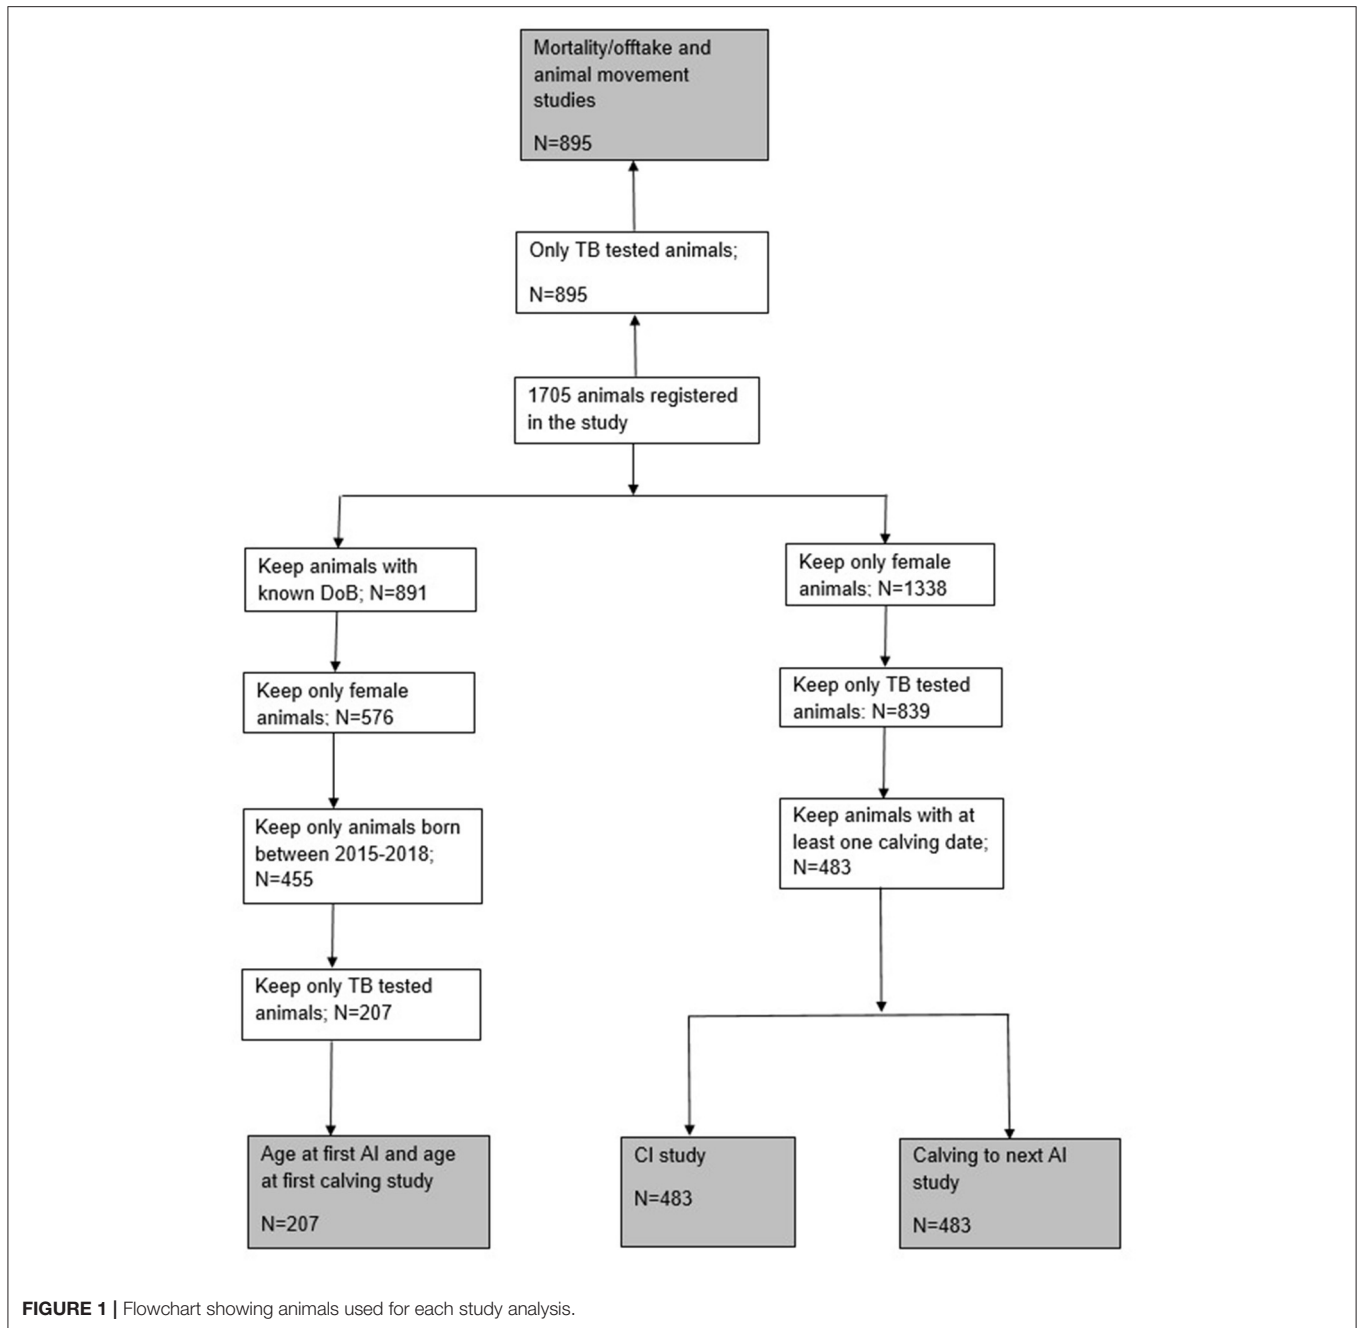 Mortality/offtake and
animal movement
studies
N=895
Only TB tested animals;
N=895
1705 animals registered
in the study
Keep animals with
known DoB; N=891
Keep only female
animals; N=576
Keep only animals born
between 2015-2018;
N=455
Keep only TB tested
animals; N=207
Age at first AI and age
at first calving study
N=207
Keep only female
animals; N=1338
Keep only TB tested
animals: N=839
Keep animals with at
least one calving date;
N=483
CI study
N=483
Calving to next AI
study
N=483
FIGURE 1 | Flowchart showing animals used for each study analysis.